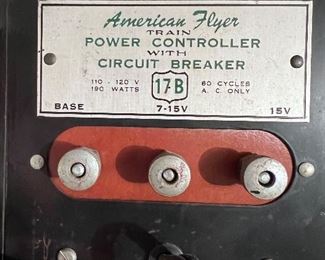 American Flyer
TRAIN
POWER CONTROLLER
WITH
CIRCUIT BREAKER
110 - 120 V 60 CYCLES
190 WATTS 17B A.C. ONLY
BASE 7-15V 15V